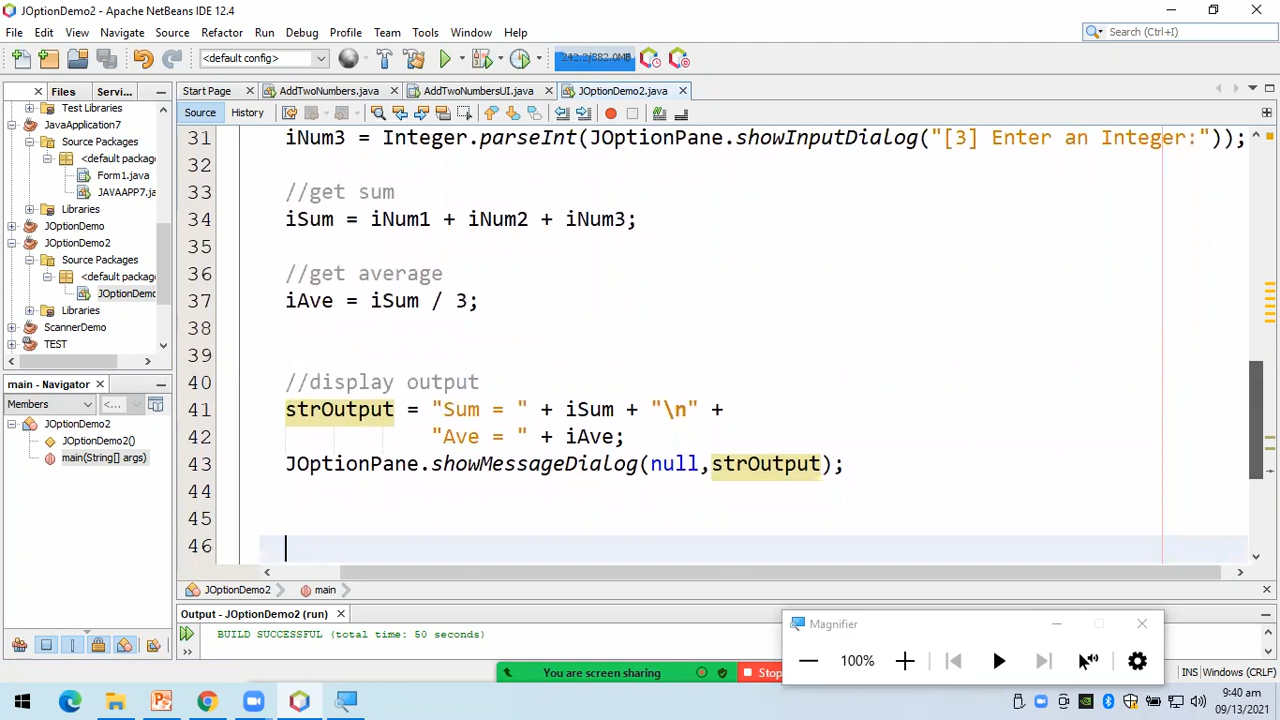 JOptionDemo2 - Apache NetBeans IDE 12.4
File Edit View Navigate Source Refactor Run Debug Profile Team Tools Window Help
Search (Ctrl+I)
<default config>
242.2/382.0MB
Files Servi...
Start Page AddTwoNumbers.java AddTwoNumbersUI.java JOptionDemo2.java
Source History
Test Libraries
JavaApplication7
Source Packages
<default package
Form1.java
JAVAAPP7.
Libraries
JOptionDemo
JOptionDemo2
Source Packages
<default package
JOptionDemo
Libraries
ScannerDemo
TEST
31 iNum3 = Integer.parseInt(JOptionPane.showInputDialog("[3] Enter an Integer:"));
32
33 //get sum
34 iSum = iNum1 + iNum2 + iNum3;
35
36 //get average
37 iAve = iSum / 3;
38
39
40 //display output
41 strOutput = "Sum = " + iSum + "\n" +
42 "Ave = " + iAve;
43 JOptionPane.showMessageDialog(null,strOutput);
44
45
46
main - Navigator
Members
<...
JOptionDemo2
JOptionDemo2()
main(String[] args)
JOptionDemo2 main
Output - JOptionDemo2 (run)
BUILD SUCCESSFUL (total time: 50 seconds)
Magnifier
100%
You are screen sharing
Stop
INS Windows (CRLF)
9:40 am
09/13/2021